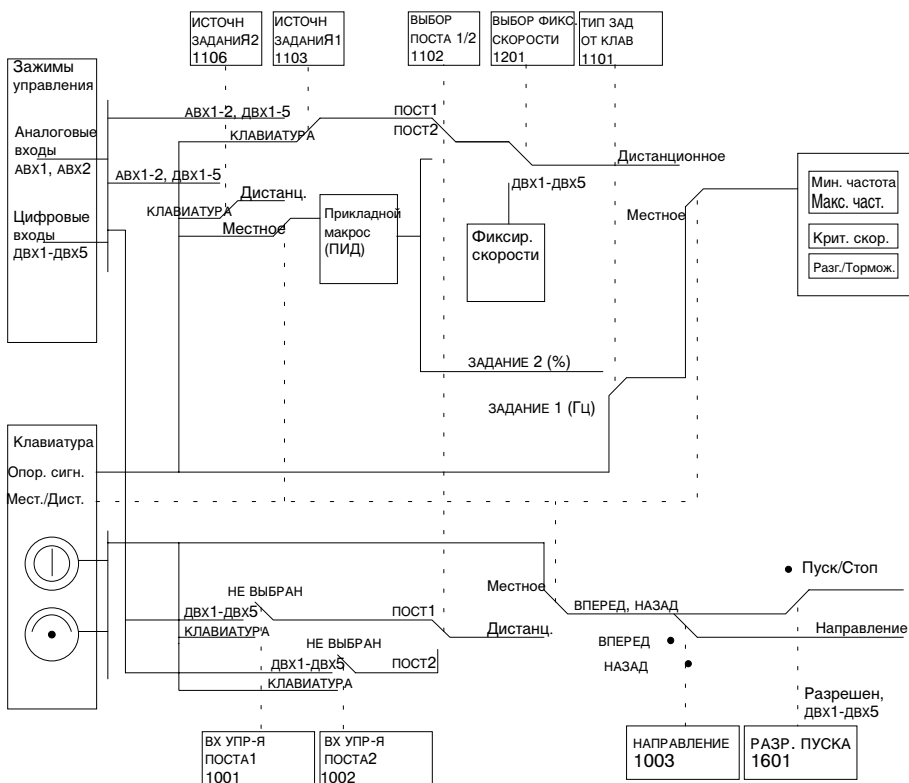 ИСТОЧН
ЗАДАНИЯ2
1106
ИСТОЧН
ЗАДАНИЯ1
1103
ВЫБОР
ПОСТА 1/2
1102
ВЫБОР ФИКС.
СКОРОСТИ
1201
ТИП ЗАД
ОТ КЛАВ
1101
Зажимы
управления
Аналоговые
входы
АВХ1, АВХ2
Цифровые
входы
ДВХ1-ДВХ5
АВХ1-2, ДВХ1-5
КЛАВИАТУРА
ПОСТ1
ПОСТ2
АВХ1-2, ДВХ1-5
Дистанц.
КЛАВИАТУРА
Местное
Прикладной
макрос
(ПИД)
ДВХ1-ДВХ5
Фиксир.
скорости
Дистанционное
Местное
Мин. частота
Макс. част.
Крит. скор.
Разг./Тормож.
ЗАДАНИЕ 2 (%)
ЗАДАНИЕ 1 (Гц)
Клавиатура
Опор. сигн.
Мест./Дист.
НЕ ВЫБРАН
ДВХ1-ДВХ5
КЛАВИАТУРА
ПОСТ1
НЕ ВЫБРАН
ДВХ1-ДВХ5
КЛАВИАТУРА
ПОСТ2
Местное
Дистанц.
ВПЕРЕД, НАЗАД
Пуск/Стоп
Направление
ВПЕРЕД
НАЗАД
Разрешен,
ДВХ1-ДВХ5
ВХ УПР-Я
ПОСТА1
1001
ВХ УПР-Я
ПОСТА2
1002
НАПРАВЛЕНИЕ
1003
РАЗР. ПУСКА
1601